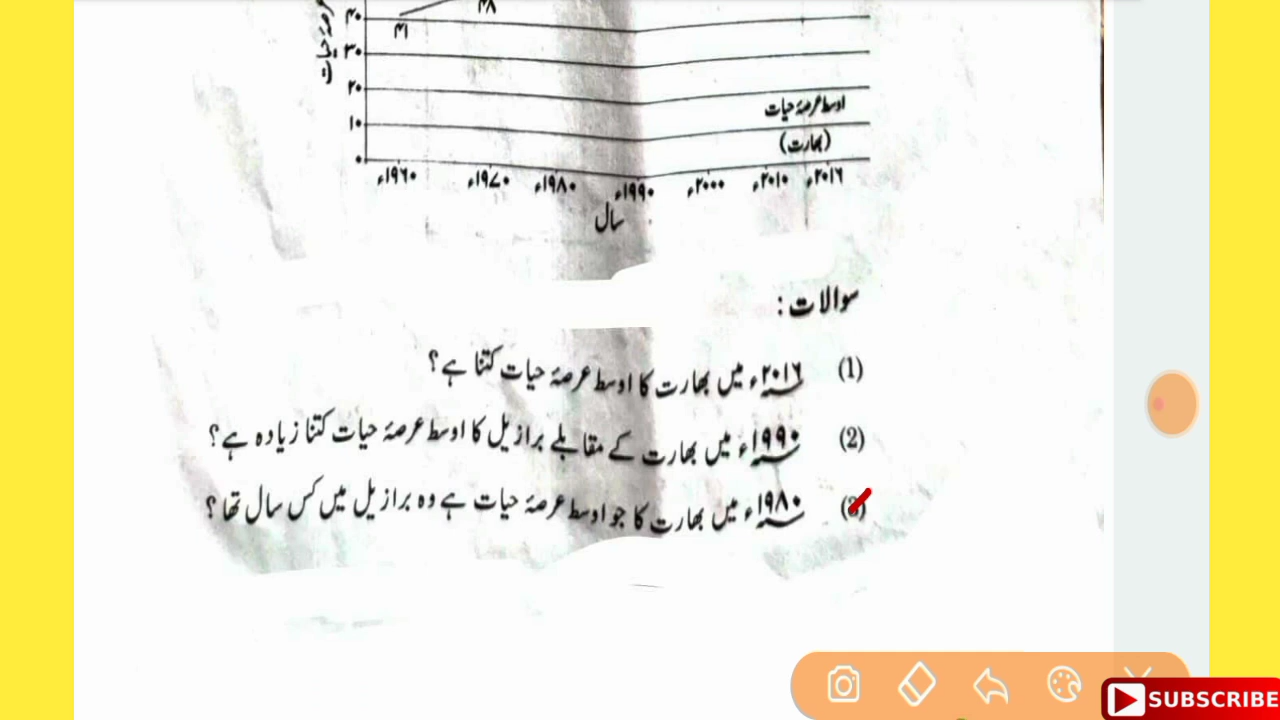 ۴۸
۴۰
۴۱
عرصۂ حیات
۳۰
۲۰
اوسط عرصۂ حیات
۱۰
(بھارت)
۰
۱۹۶۰ء ۱۹۷۰ء ۱۹۸۰ء ۱۹۹۰ء ۲۰۰۰ء ۲۰۱۰ء ۲۰۱۶ء
سال
سوالات :
(1) ۲۰۱۶ء میں بھارت کا اوسط عرصۂ حیات کتنا ہے؟
(2) ۱۹۹۰ء میں بھارت کے مقابلے برازیل کا اوسط عرصۂ حیات کتنا زیادہ ہے؟
(3) ۱۹۸۰ء میں بھارت کا جو اوسط عرصۂ حیات ہے وہ برازیل میں کس سال تھا؟
SUBSCRIBE